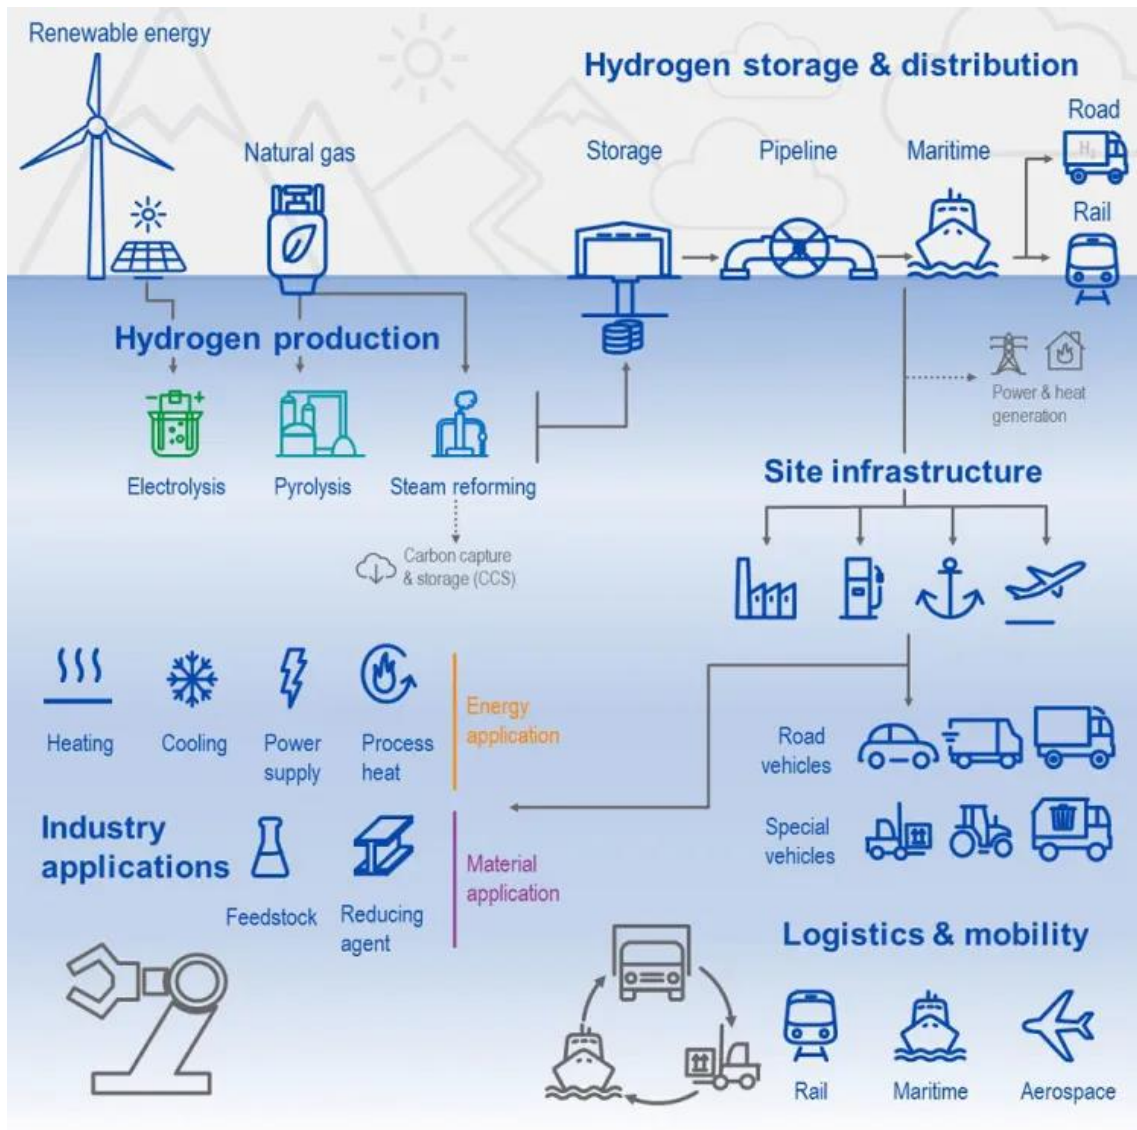 Renewable energy
Natural gas
Hydrogen storage & distribution
Storage
Pipeline
Maritime
Road
H₂
Rail
Hydrogen production
Electrolysis
Pyrolysis
Steam reforming
Carbon capture
& storage (CCS)
Power & heat
generation
Site infrastructure
Heating
Cooling
Power
supply
Process
heat
Energy
application
Industry
applications
Feedstock
Reducing
agent
Material
application
Road
vehicles
Special
vehicles
Logistics & mobility
Rail
Maritime
Aerospace